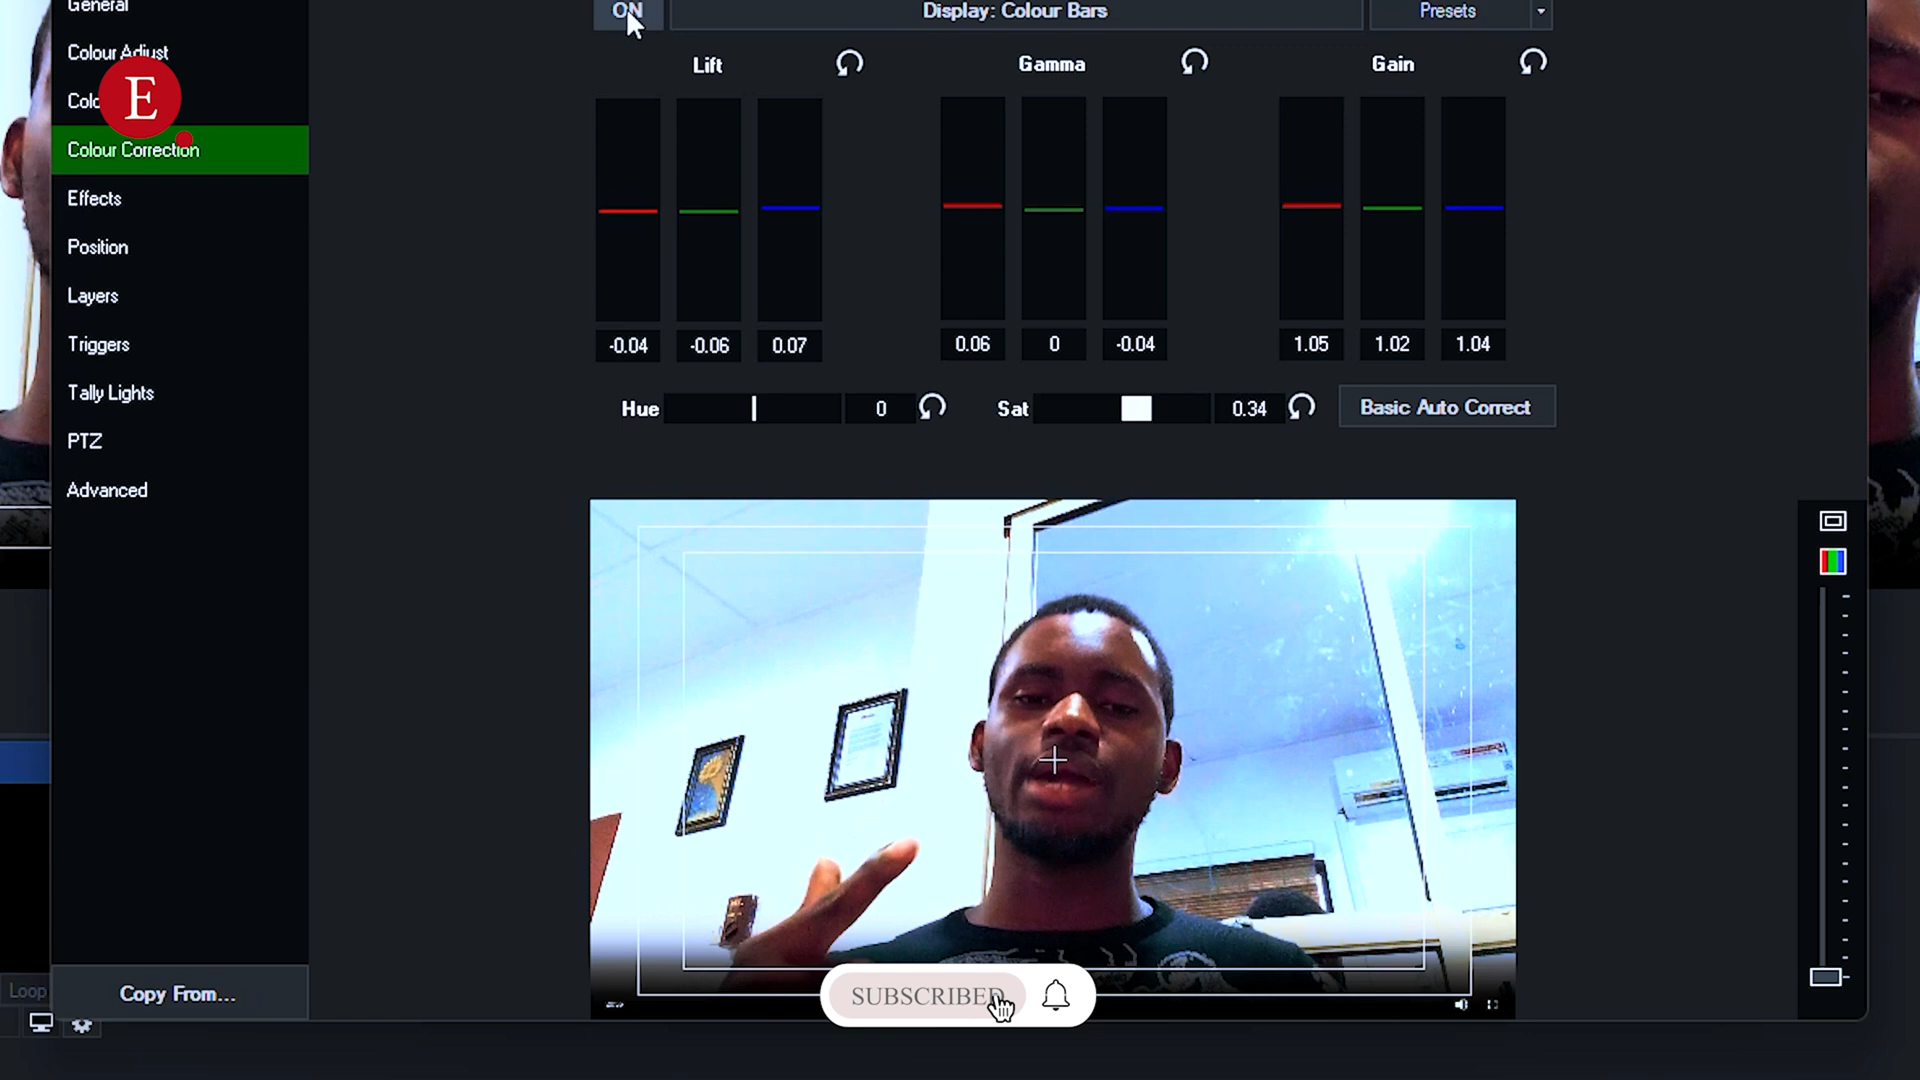 General
ON
Display: Colour Bars
Presets
Colour Adjust
Lift
Gamma
Gain
Colo
E
Colour Correction
Effects
Position
Layers
Triggers
Tally Lights
PTZ
Advanced
-0.04
-0.06
0.07
0.06
0
-0.04
1.05
1.02
1.04
Hue
0
Sat
0.34
Basic Auto Correct
Copy From...
Loop
SUBSCRIBED